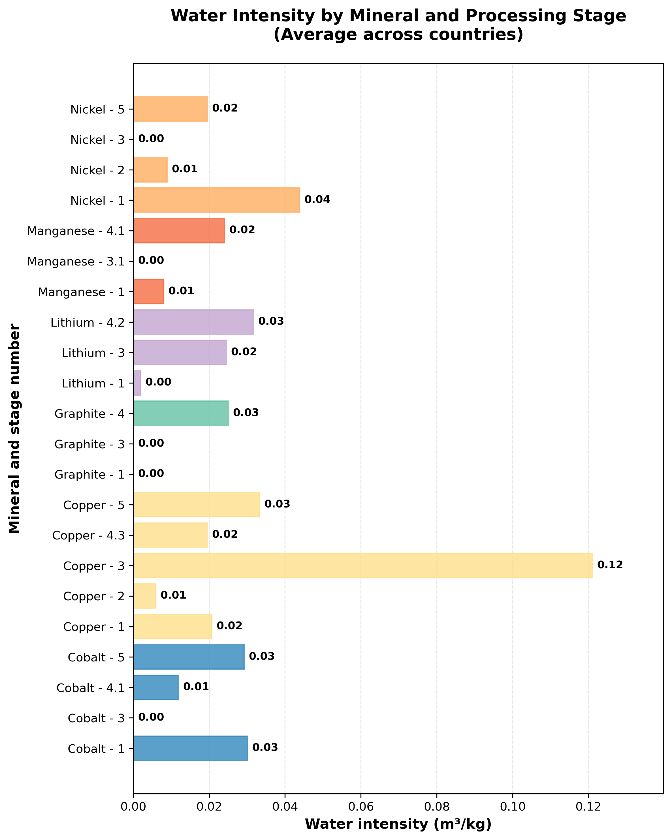 Water Intensity by Mineral and Processing Stage
(Average across countries)
Mineral and stage number
Nickel - 5 0.02
Nickel - 3 0.00
Nickel - 2 0.01
Nickel - 1 0.04
Manganese - 4.1 0.02
Manganese - 3.1 0.00
Manganese - 1 0.01
Lithium - 4.2 0.03
Lithium - 3 0.02
Lithium - 1 0.00
Graphite - 4 0.03
Graphite - 3 0.00
Graphite - 1 0.00
Copper - 5 0.03
Copper - 4.3 0.02
Copper - 3 0.12
Copper - 2 0.01
Copper - 1 0.02
Cobalt - 5 0.03
Cobalt - 4.1 0.01
Cobalt - 3 0.00
Cobalt - 1 0.03
0.00 0.02 0.04 0.06 0.08 0.10 0.12
Water intensity (m³/kg)